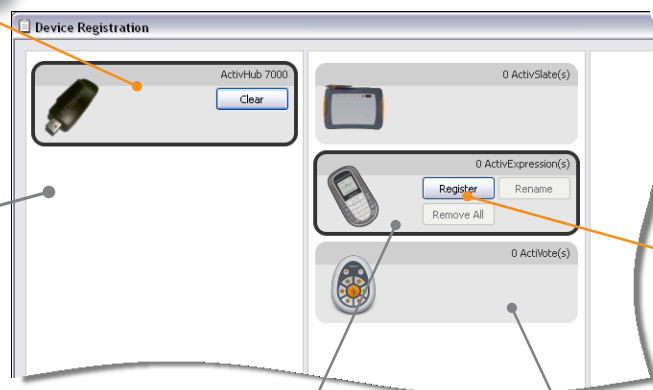 Device Registration
ActivHub 7000
Clear
0 ActivSlate(s)
0 ActivExpression(s)
Register
Rename
Remove All
0 ActiVote(s)